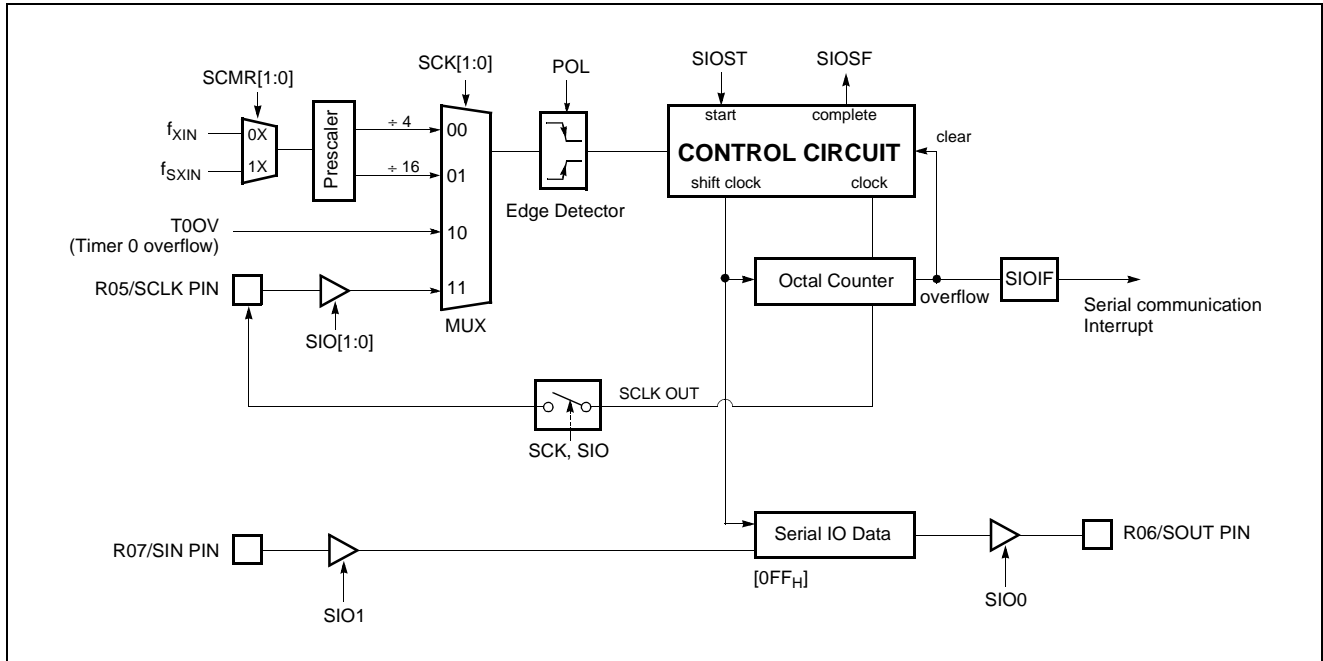 SCMR[1:0]
SCK[1:0]
POL
SIOST
SIOSF
fXIN
fSXIN
0X
1X
Prescaler
÷ 4
÷ 16
00
01
10
11
MUX
T0OV
(Timer 0 overflow)
R05/SCLK PIN
SIO[1:0]
Edge Detector
start
complete
CONTROL CIRCUIT
shift clock
clock
clear
Octal Counter
overflow
SIOIF
Serial communication
Interrupt
SCLK OUT
SCK, SIO
R07/SIN PIN
SIO1
Serial IO Data
[0FFH]
SIO0
R06/SOUT PIN